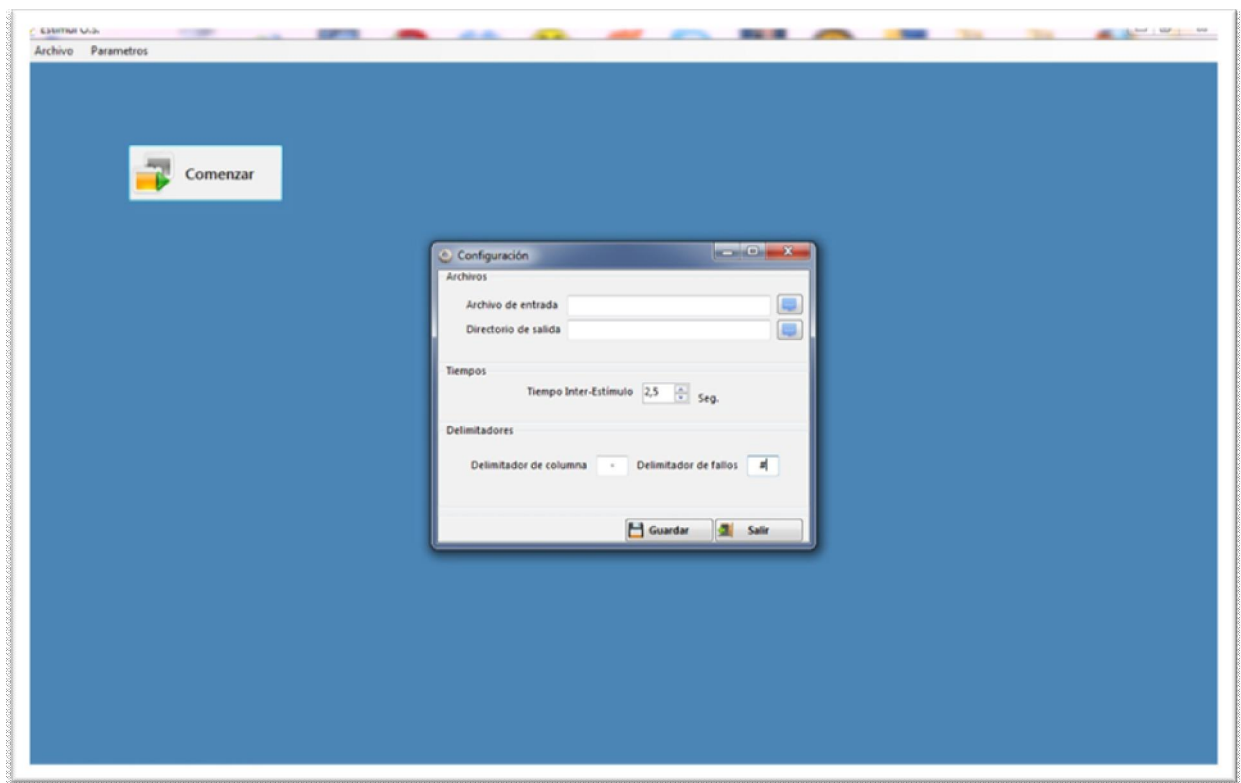 Estimul O.S.
Archivo Parametros
Comenzar
Configuración
Archivos
Archivo de entrada
Directorio de salida
Tiempos
Tiempo Inter-Estímulo 2,5 Seg.
Delimitadores
Delimitador de columna - Delimitador de fallos #
Guardar Salir